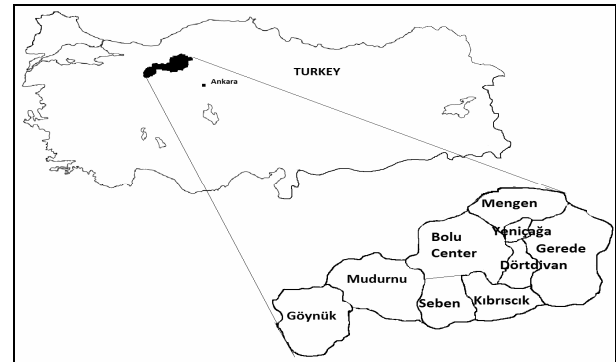 TURKEY
Ankara
Mengen
Yeniçağa
Bolu
Center
Gerede
Dörtdivan
Mudurnu
Seben
Kıbrıscık
Göynük